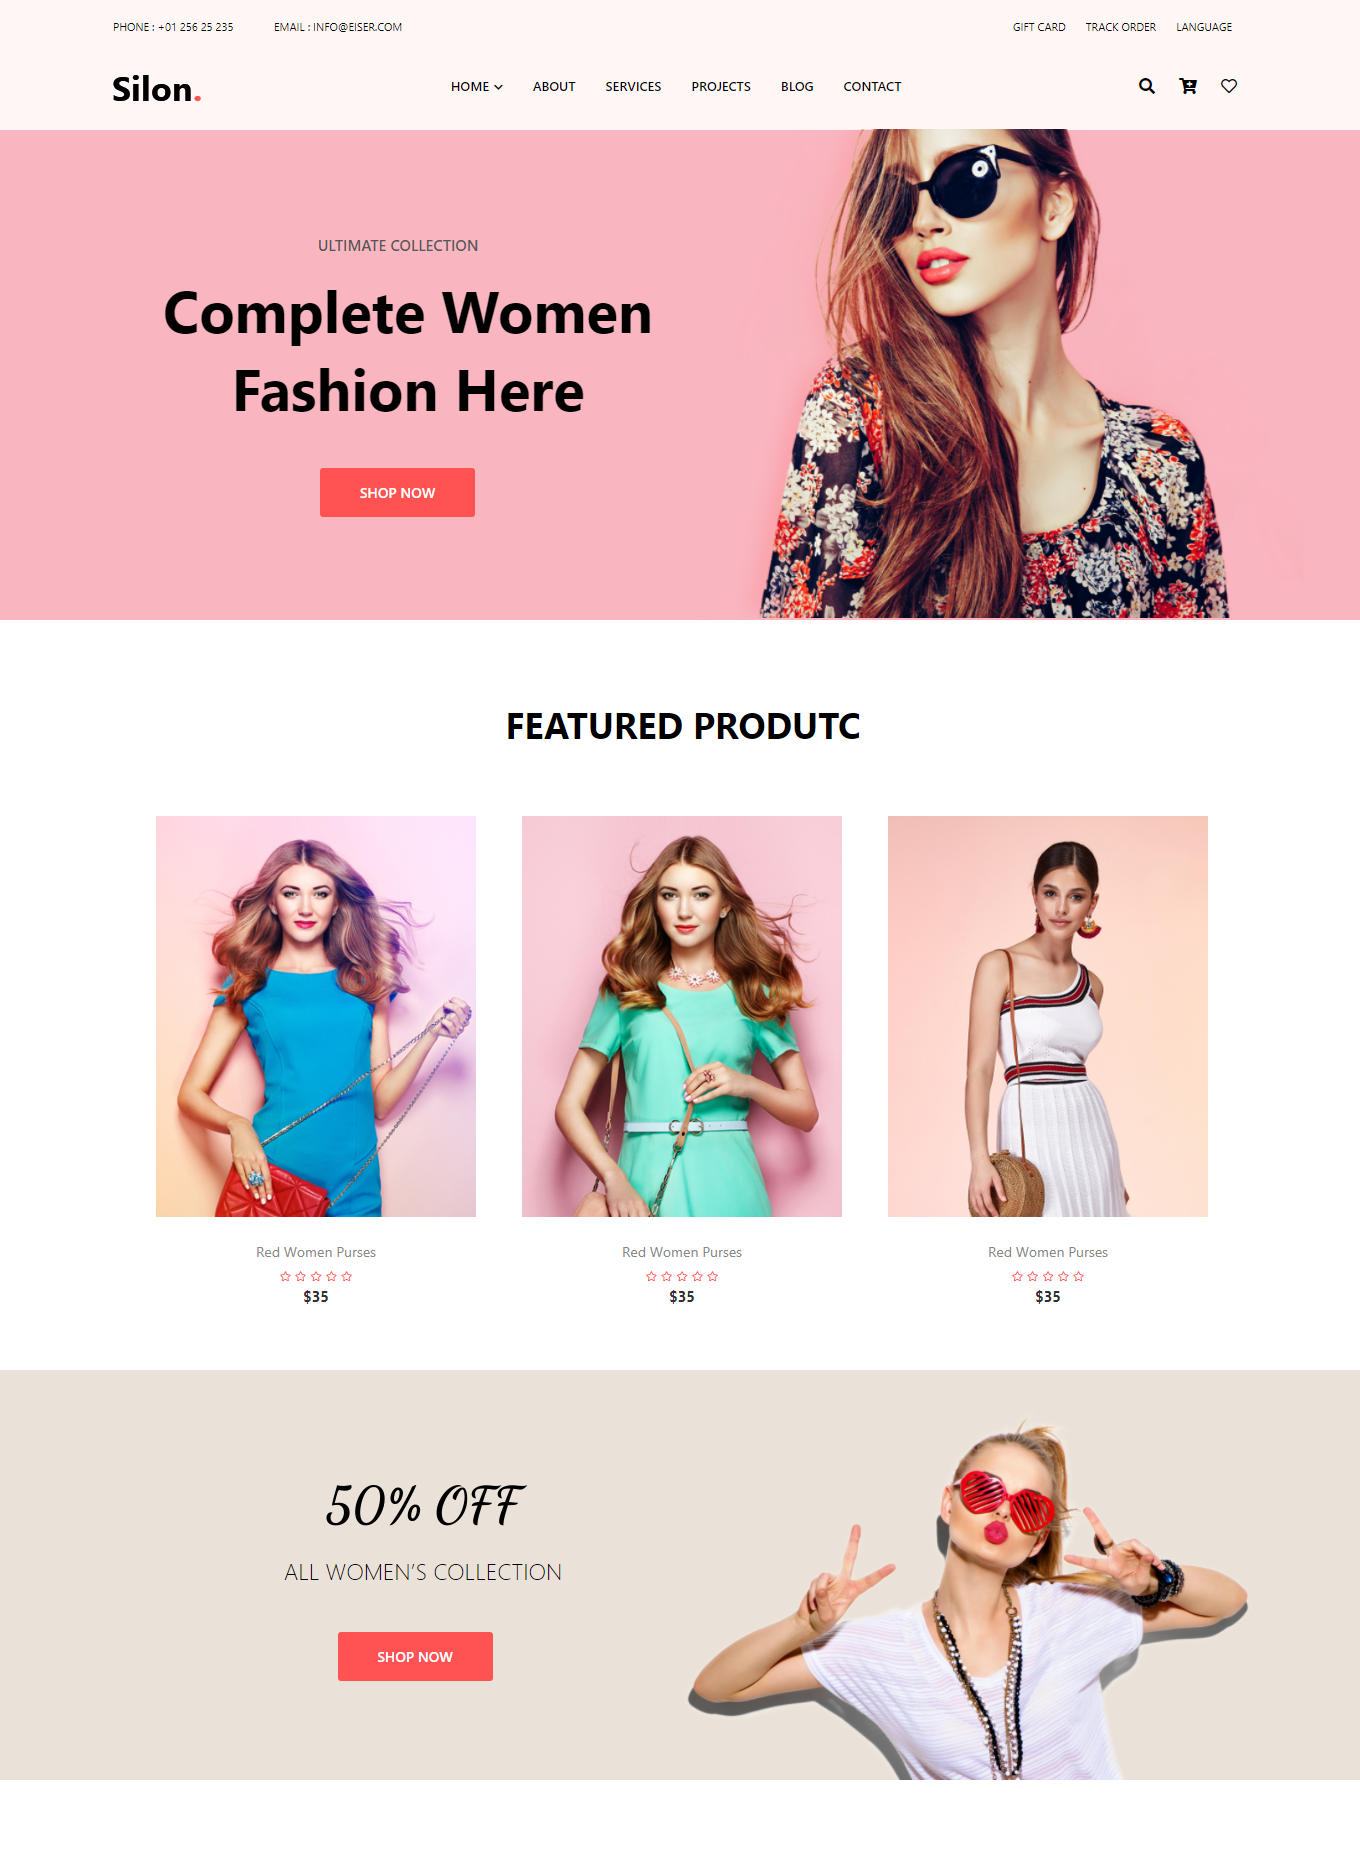 PHONE : +01 256 25 235 EMAIL : INFO@EISER.COM GIFT CARD TRACK ORDER LANGUAGE
Silon. HOME ABOUT SERVICES PROJECTS BLOG CONTACT
ULTIMATE COLLECTION
Complete Women
Fashion Here
SHOP NOW
FEATURED PRODUTC
Red Women Purses
$35
Red Women Purses
$35
Red Women Purses
$35
50% OFF
ALL WOMEN’S COLLECTION
SHOP NOW